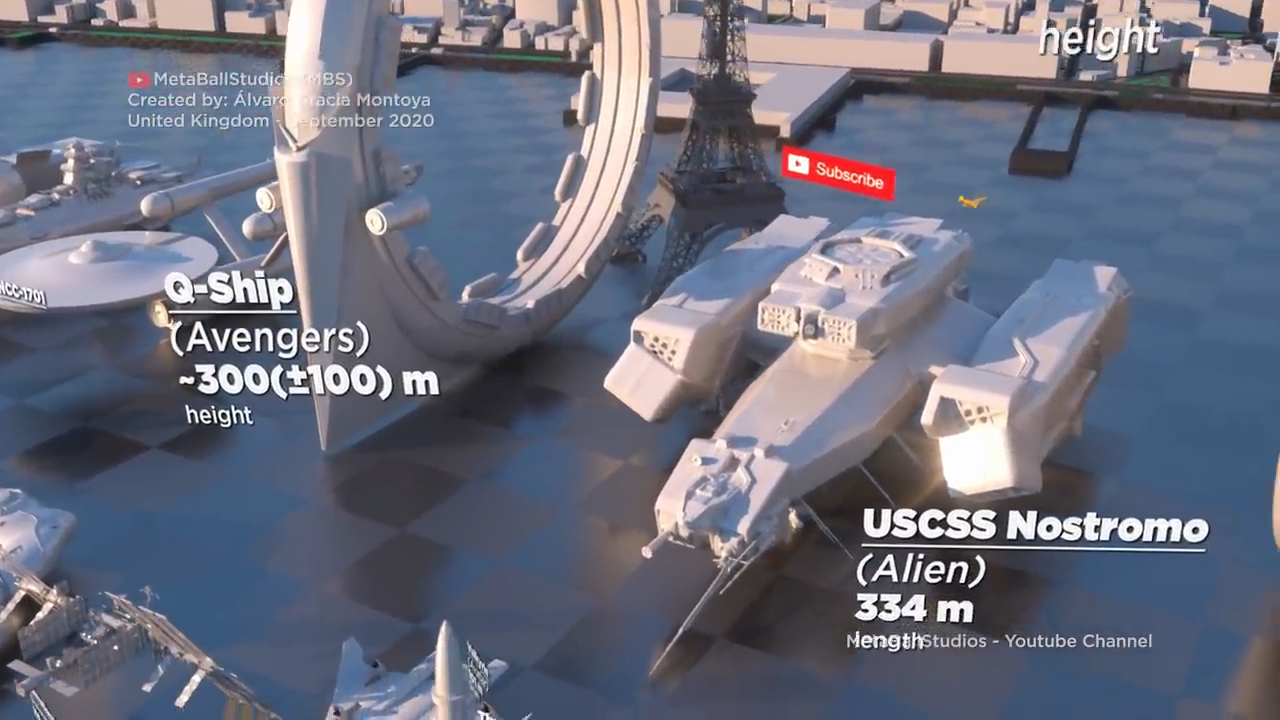 height
MetaBallStudios (MBS)
Created by: Álvaro Gracia Montoya
United Kingdom - September 2020
Subscribe
NCC-1701
Q-Ship
(Avengers)
~300(±100) m
height
USCSS Nostromo
(Alien)
334 m
length
MetaBallStudios - Youtube Channel